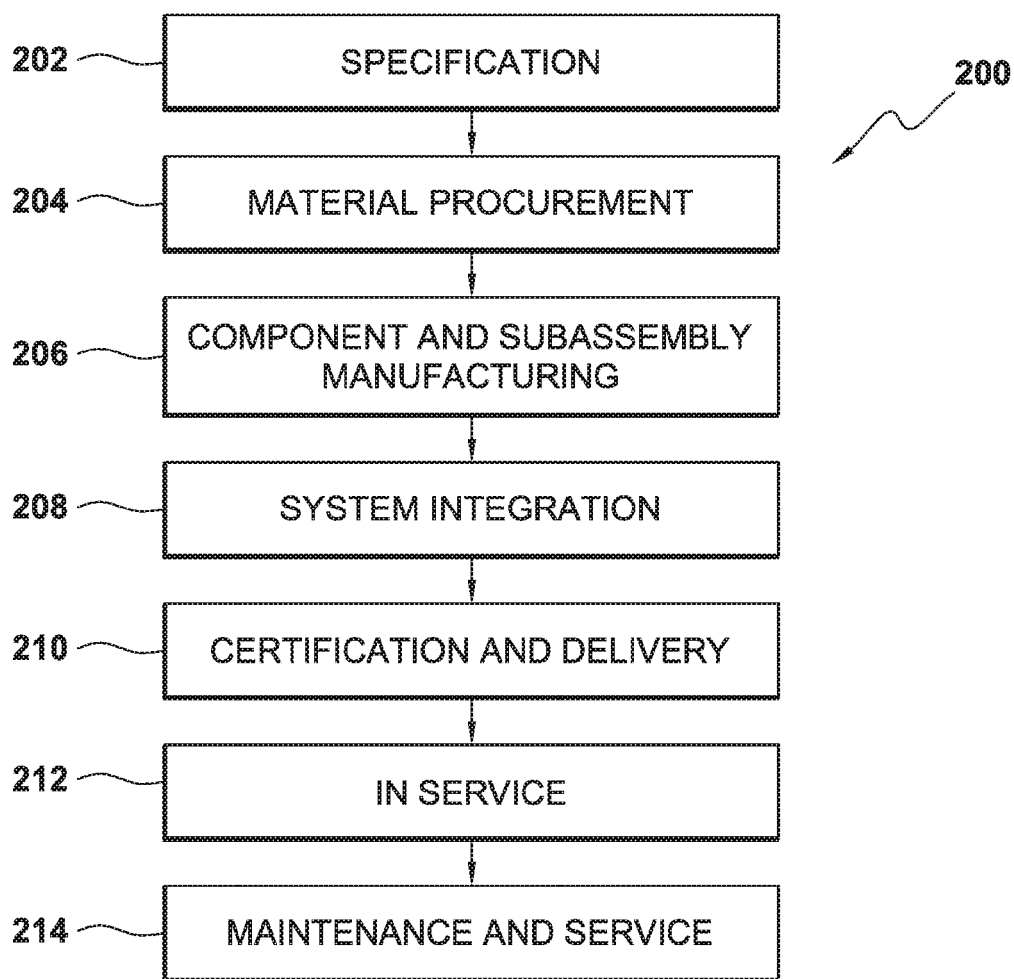 202
SPECIFICATION
200
204
MATERIAL PROCUREMENT
206
COMPONENT AND SUBASSEMBLY
MANUFACTURING
208
SYSTEM INTEGRATION
210
CERTIFICATION AND DELIVERY
212
IN SERVICE
214
MAINTENANCE AND SERVICE